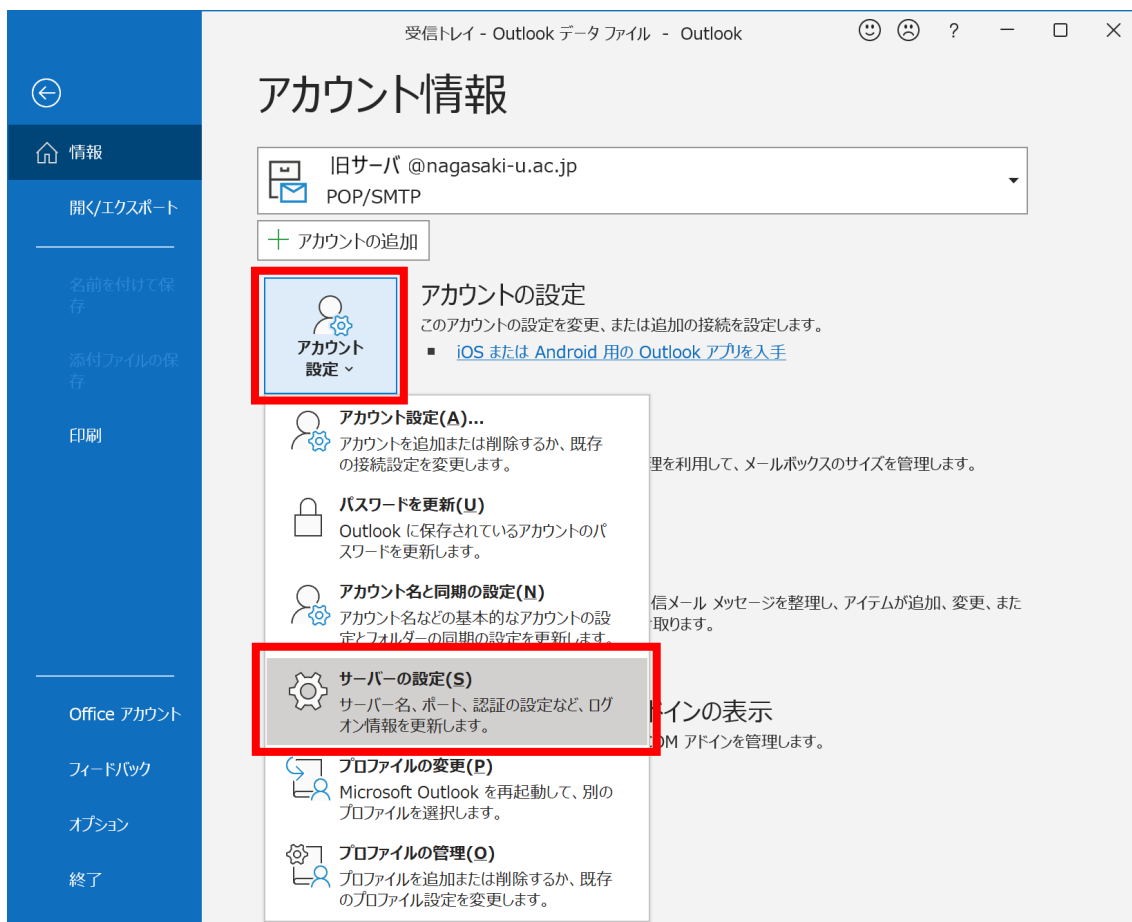 受信トレイ - Outlook データ ファイル - Outlook
?
アカウント情報
情報
開く/エクスポート
名前を付けて保
存
添付ファイルの保
存
印刷
Office アカウント
フィードバック
オプション
終了
旧サーバ @nagasaki-u.ac.jp
POP/SMTP
アカウントの追加
アカウント
設定
アカウントの設定
このアカウントの設定を変更、または追加の接続を設定します。
iOS または Android 用の Outlook アプリを入手
アカウント設定(A)...
アカウントを追加または削除するか、既存
の接続設定を変更します。
理を利用して、メールボックスのサイズを管理します。
パスワードを更新(U)
Outlook に保存されているアカウントのパ
スワードを更新します。
アカウント名と同期の設定(N)
アカウント名などの基本的なアカウントの設
定とフォルダーの同期の設定を更新します。
信メール メッセージを整理し、アイテムが追加、変更、また
取ります。
サーバーの設定(S)
サーバー名、ポート、認証の設定など、ログ
オン情報を更新します。
ドインの表示
COM アドインを管理します。
プロファイルの変更(P)
Microsoft Outlook を再起動して、別の
プロファイルを選択します。
プロファイルの管理(O)
プロファイルを追加または削除するか、既存
のプロファイル設定を変更します。